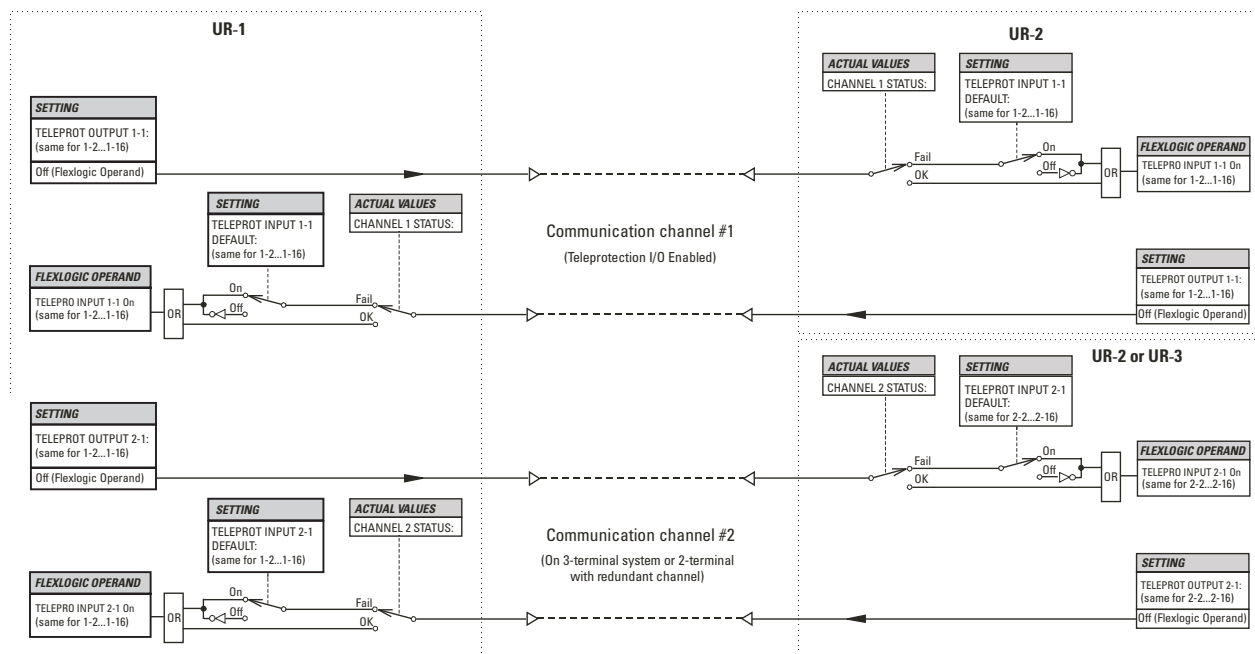 UR-1
SETTING
TELEPROT OUTPUT 1-1:
(same for 1-2...1-16)
Off (Flexlogic Operand)
SETTING
TELEPROT INPUT 1-1
DEFAULT:
(same for 1-2...1-16)
ACTUAL VALUES
CHANNEL 1 STATUS:
FLEXLOGIC OPERAND
TELEPRO INPUT 1-1 On
(same for 1-2...1-16)
OR
On
Off
Fail
OK
SETTING
TELEPROT OUTPUT 2-1:
(same for 1-2...1-16)
Off (Flexlogic Operand)
SETTING
TELEPROT INPUT 2-1
DEFAULT:
(same for 1-2...1-16)
ACTUAL VALUES
CHANNEL 2 STATUS:
FLEXLOGIC OPERAND
TELEPRO INPUT 2-1 On
(same for 1-2...1-16)
OR
On
Off
Fail
OK
Communication channel #1
(Teleprotection I/O Enabled)
Communication channel #2
(On 3-terminal system or 2-terminal
with redundant channel)
UR-2
ACTUAL VALUES
CHANNEL 1 STATUS:
SETTING
TELEPROT INPUT 1-1
DEFAULT:
(same for 1-2...1-16)
Fail
OK
On
Off
OR
FLEXLOGIC OPERAND
TELEPRO INPUT 1-1 On
(same for 1-2...1-16)
SETTING
TELEPROT OUTPUT 1-1:
(same for 1-2...1-16)
Off (Flexlogic Operand)
UR-2 or UR-3
ACTUAL VALUES
CHANNEL 2 STATUS:
SETTING
TELEPROT INPUT 2-1
DEFAULT:
(same for 2-2...2-16)
Fail
OK
On
Off
OR
FLEXLOGIC OPERAND
TELEPRO INPUT 2-1 On
(same for 2-2...2-16)
SETTING
TELEPROT OUTPUT 2-1:
(same for 2-2...2-16)
Off (Flexlogic Operand)